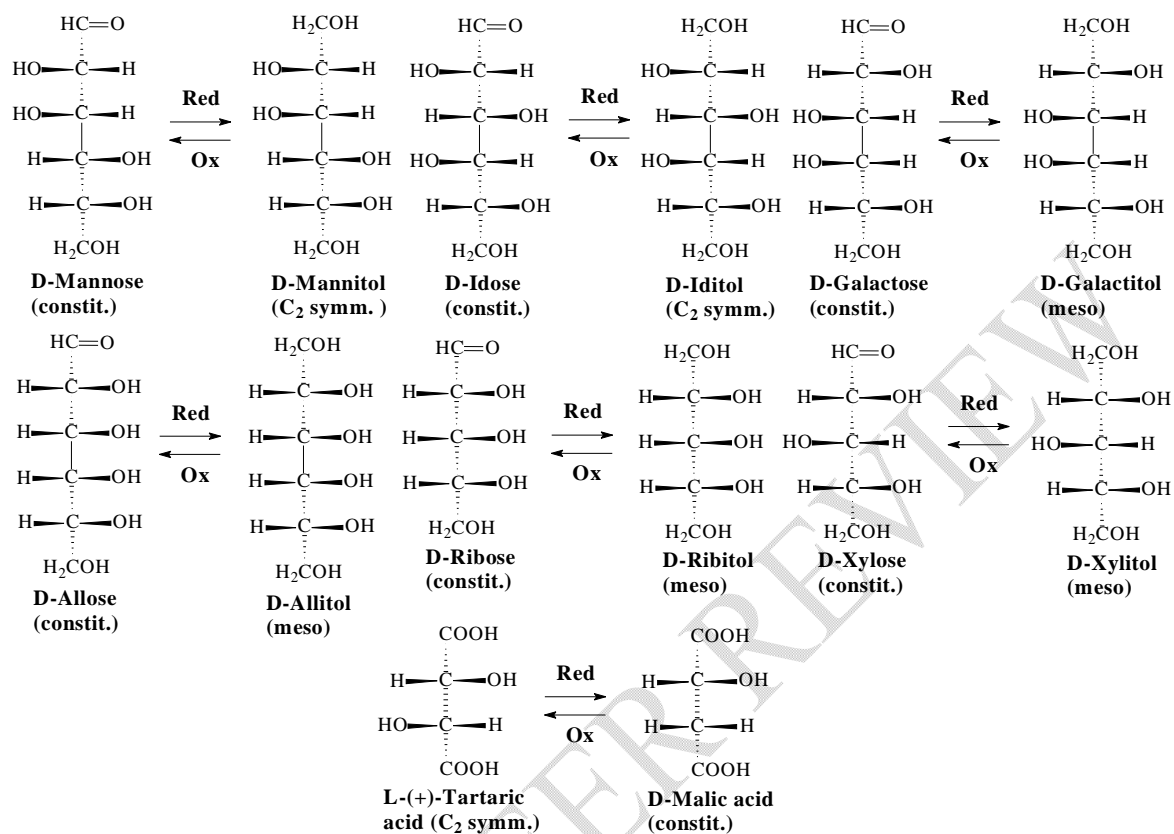 HC=O
HO C H
HO C H
H C OH
H C OH
H₂COH
D-Mannose
(constit.)
Red
Ox
H₂COH
HO C H
HO C H
H C OH
H C OH
H₂COH
D-Mannitol
(C₂ symm. )
HC=O
HO C H
H C OH
HO C H
H C OH
H₂COH
D-Idose
(constit.)
Red
Ox
H₂COH
HO C H
H C OH
HO C H
H C OH
H₂COH
D-Iditol
(C₂ symm.)
HC=O
H C OH
HO C H
HO C H
H C OH
H₂COH
D-Galactose
(constit.)
Red
Ox
H₂COH
H C OH
HO C H
HO C H
H C OH
H₂COH
D-Galactitol
(meso)
HC=O
H C OH
H C OH
H C OH
H C OH
H₂COH
D-Allose
(constit.)
Red
Ox
H₂COH
H C OH
H C OH
H C OH
H C OH
H₂COH
D-Allitol
(meso)
HC=O
H C OH
H C OH
H C OH
H₂COH
D-Ribose
(constit.)
Red
Ox
H₂COH
H C OH
H C OH
H C OH
H₂COH
D-Ribitol
(meso)
HC=O
H C OH
HO C H
H C OH
H₂COH
D-Xylose
(constit.)
Red
Ox
H₂COH
H C OH
HO C H
H C OH
H₂COH
D-Xylitol
(meso)
COOH
H C OH
HO C H
COOH
L-(+)-Tartaric
acid (C₂ symm.)
Red
Ox
COOH
H C OH
H C H
COOH
D-Malic acid
(constit.)
TER REVIEW